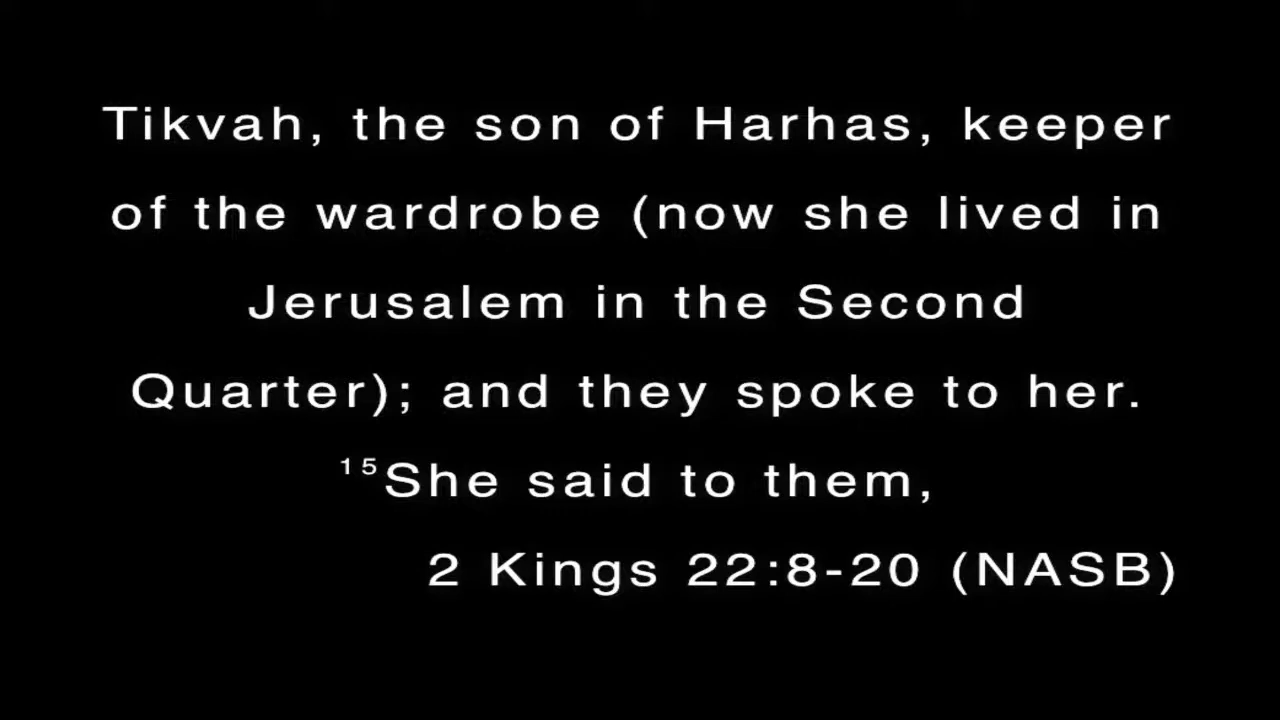 Tikvah, the son of Harhas, keeper
of the wardrobe (now she lived in
Jerusalem in the Second
Quarter); and they spoke to her.
¹⁵She said to them,
2 Kings 22:8-20 (NASB)